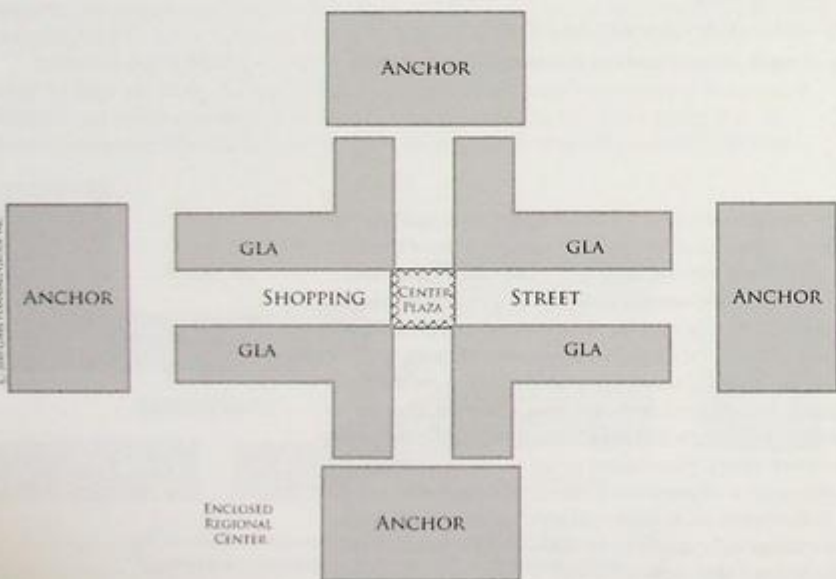 ANCHOR
GLA
GLA
ANCHOR
SHOPPING
CENTER
PLAZA
STREET
ANCHOR
GLA
GLA
ENCLOSED
REGIONAL
CENTER
ANCHOR